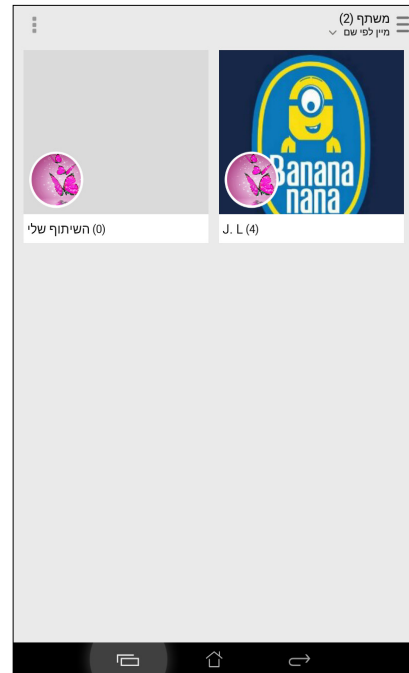 משתף (2)
מיין לפי שם
Banana
nana
J. L (4)
השיתוף שלי (0)